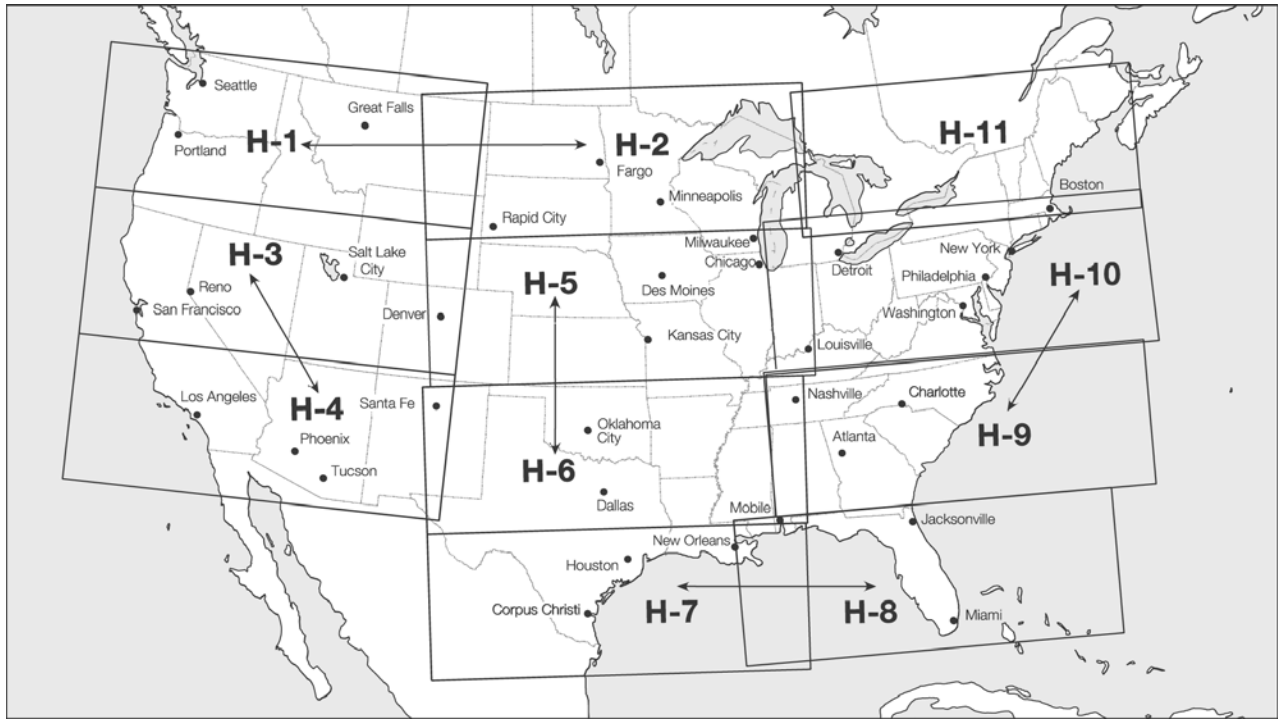 Seattle
Great Falls
H-1
H-2
H-11
Portland
Fargo
Minneapolis
Boston
Rapid City
Milwaukee
New York
H-3
Salt Lake
City
Chicago
Detroit
H-10
Philadelphia
H-5
Des Moines
Reno
San Francisco
Denver
Washington
Kansas City
Louisville
Los Angeles
Santa Fe
H-4
Nashville
Charlotte
Oklahoma
City
Phoenix
Atlanta
H-9
Tucson
H-6
Dallas
Mobile
Jacksonville
New Orleans
Houston
Corpus Christi
H-7
H-8
Miami